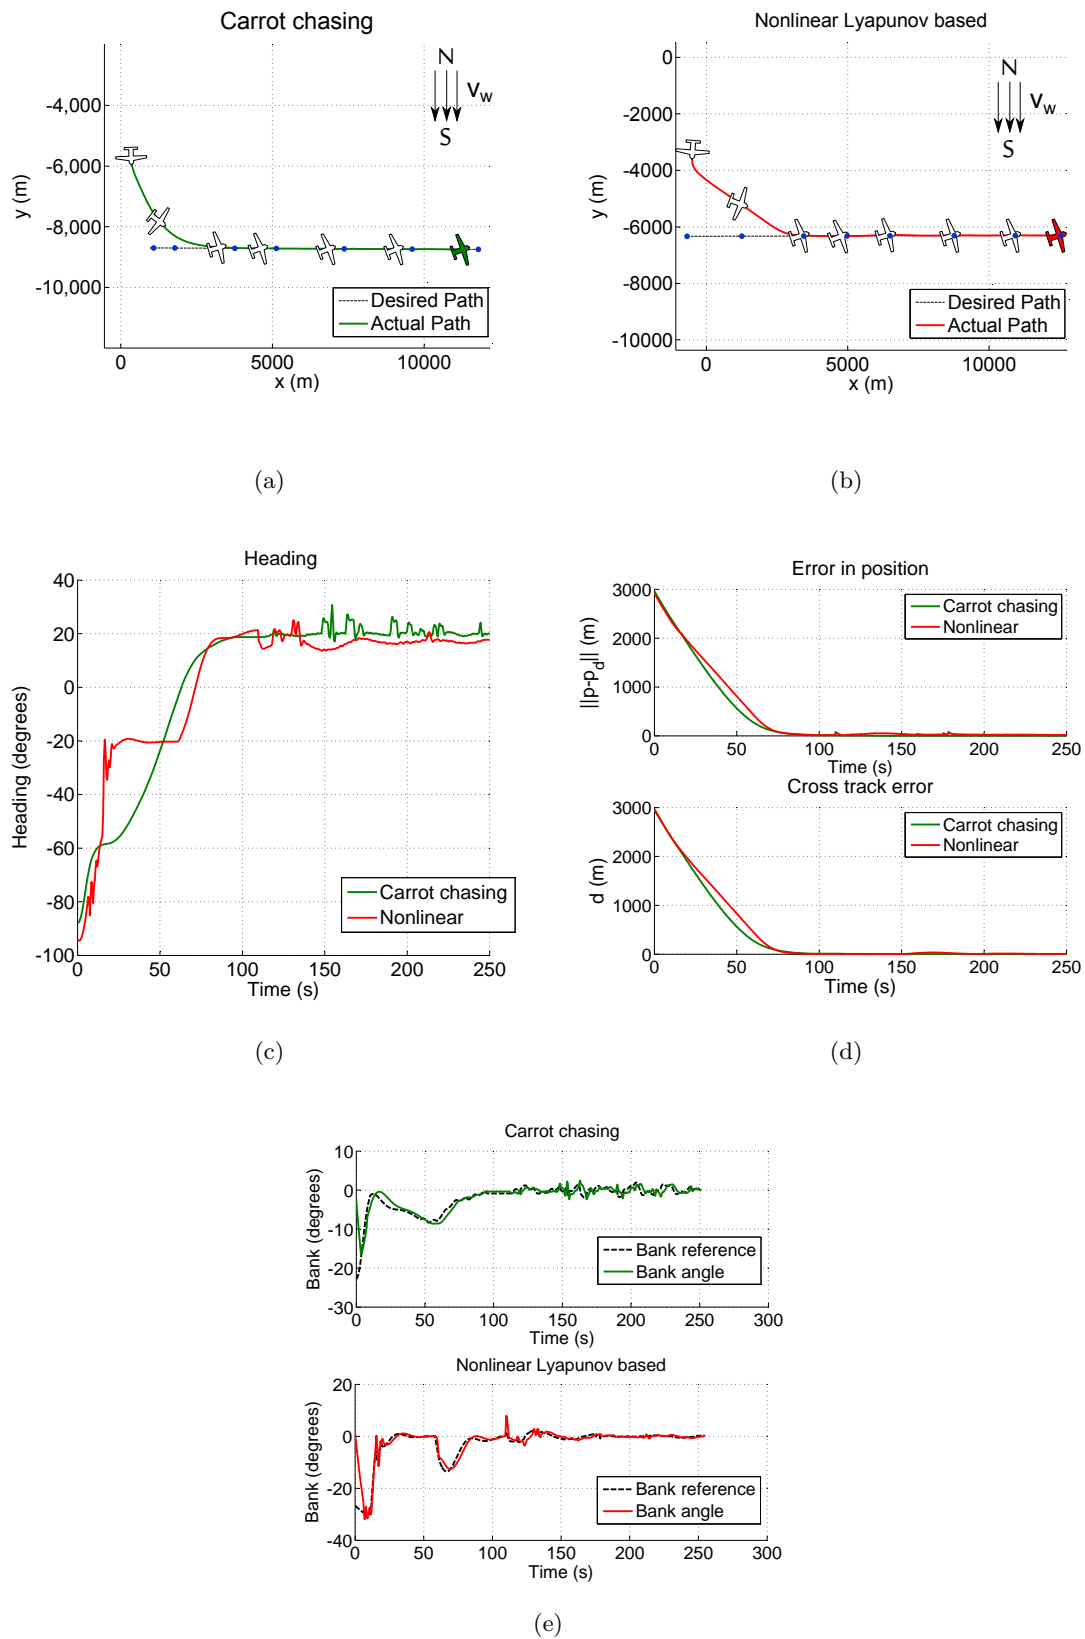 Carrot chasing
N
V_w
S
-4,000
-6,000
-8,000
-10,000
y (m)
Desired Path
Actual Path
0 5000 10000
x (m)
(a)
Nonlinear Lyapunov based
N
V_w
S
0
-2000
-4000
-6000
-8000
-10000
y (m)
Desired Path
Actual Path
0 5000 10000
x (m)
(b)
Heading
40
20
0
-20
-40
-60
-80
-100
Heading (degrees)
Carrot chasing
Nonlinear
0 50 100 150 200 250
Time (s)
(c)
Error in position
3000
2000
1000
0
||p-p_d|| (m)
Carrot chasing
Nonlinear
0 50 100 150 200 250
Time (s)
Cross track error
3000
2000
1000
0
d (m)
Carrot chasing
Nonlinear
0 50 100 150 200 250
Time (s)
(d)
Carrot chasing
10
0
-10
-20
-30
Bank (degrees)
Bank reference
Bank angle
0 50 100 150 200 250 300
Time (s)
Nonlinear Lyapunov based
20
0
-20
-40
Bank (degrees)
Bank reference
Bank angle
0 50 100 150 200 250 300
Time (s)
(e)